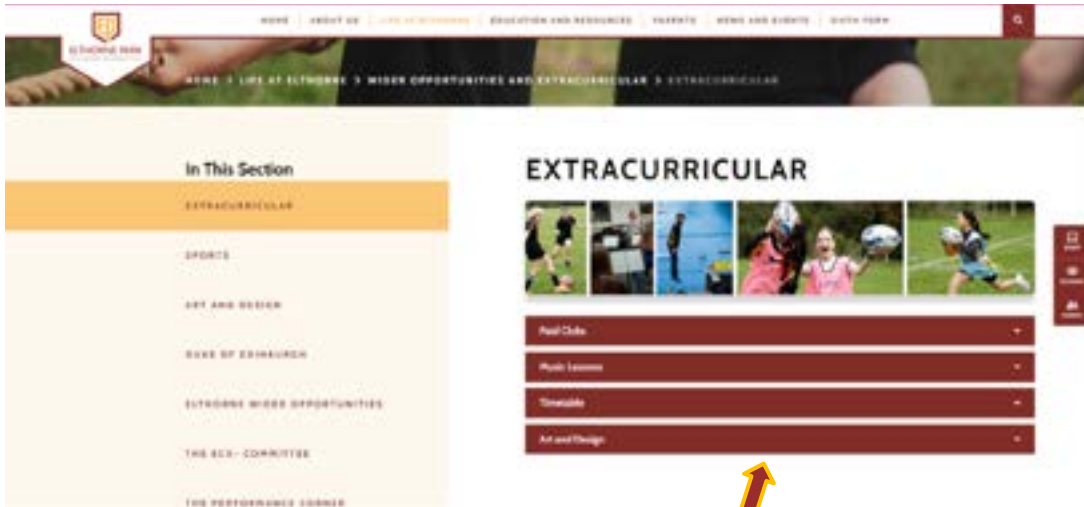 HOME | ABOUT US | LIFE AT ELTHORNE | EDUCATION AND RESOURCES | PARENTS | NEWS AND EVENTS | SIXTH FORM
ELTHORNE PARK
HOME > LIFE AT ELTHORNE > WIDER OPPORTUNITIES AND EXTRACURRICULAR > EXTRACURRICULAR
In This Section
EXTRACURRICULAR
SPORTS
ART AND DESIGN
DUKE OF EDINBURGH
ELTHORNE WIDER OPPORTUNITIES
THE ECO- COMMITTEE
THE PERFORMANCE CORNER
EXTRACURRICULAR
Paid Clubs
Music Lessons
Timetable
Art and Design